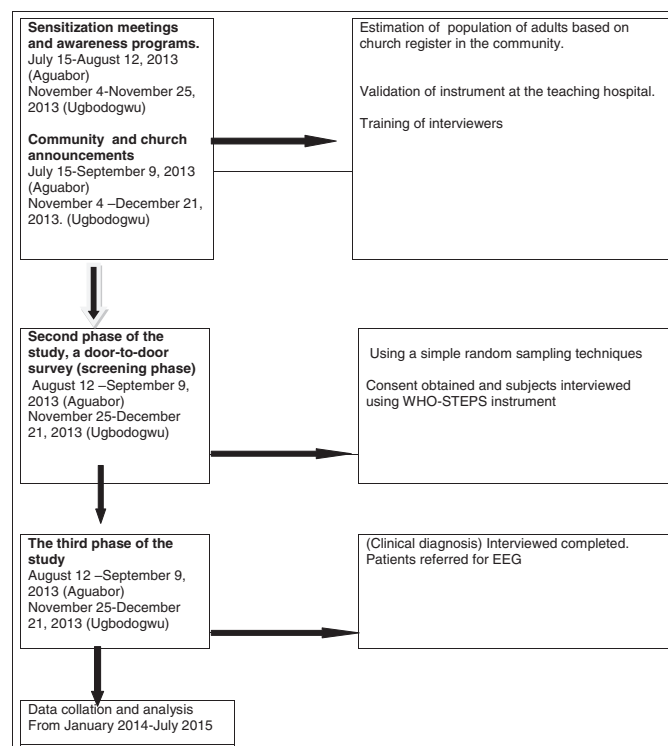 Sensitization meetings
and awareness programs.
July 15-August 12, 2013
(Aguabor)
November 4-November 25,
2013 (Ugbodogwu)
Community and church
announcements
July 15-September 9, 2013
(Aguabor)
November 4 –December 21,
2013. (Ugbodogwu)
Estimation of population of adults based on
church register in the community.
Validation of instrument at the teaching hospital.
Training of interviewers
Second phase of the
study, a door-to-door
survey (screening phase)
August 12 –September 9,
2013 (Aguabor)
November 25-December
21, 2013 (Ugbodogwu)
Using a simple random sampling techniques
Consent obtained and subjects interviewed
using WHO-STEPS instrument
The third phase of the
study
August 12 –September 9,
2013 (Aguabor)
November 25-December
21, 2013 (Ugbodogwu)
(Clinical diagnosis) Interviewed completed.
Patients referred for EEG
Data collation and analysis
From January 2014-July 2015